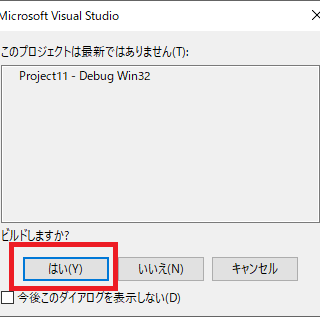 Microsoft Visual Studio
このプロジェクトは最新ではありません(T):
Project11 - Debug Win32
ビルドしますか?
はい(Y)
いいえ(N)
キャンセル
今後このダイアログを表示しない(D)